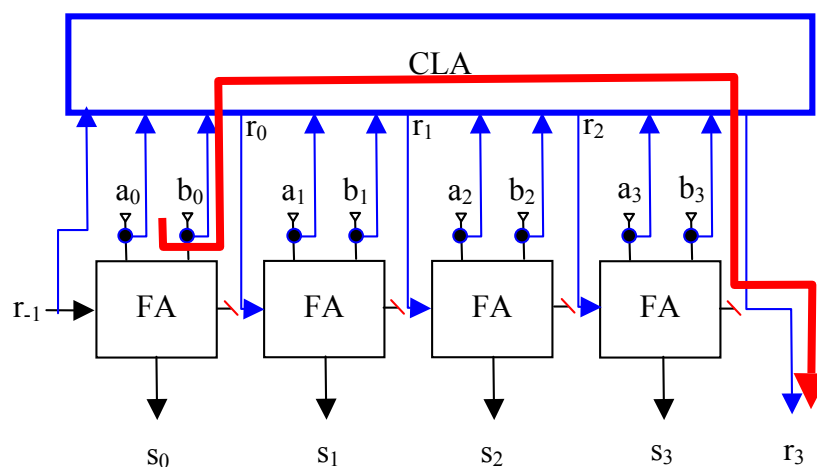 CLA
r₀ r₁ r₂
a₀ b₀ a₁ b₁ a₂ b₂ a₃ b₃
r₋₁ FA FA FA FA
s₀ s₁ s₂ s₃ r₃